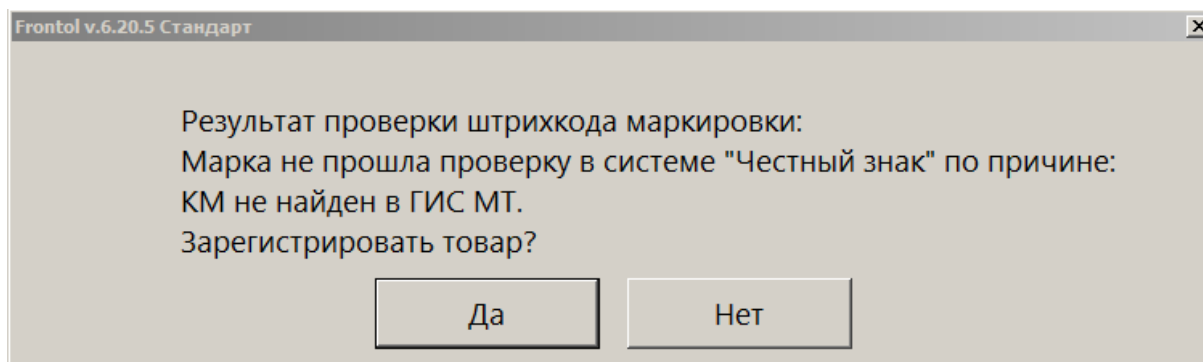 Frontol v.6.20.5 Стандарт
Результат проверки штрихкода маркировки:
Марка не прошла проверку в системе "Честный знак" по причине:
КМ не найден в ГИС МТ.
Зарегистрировать товар?
Да
Нет